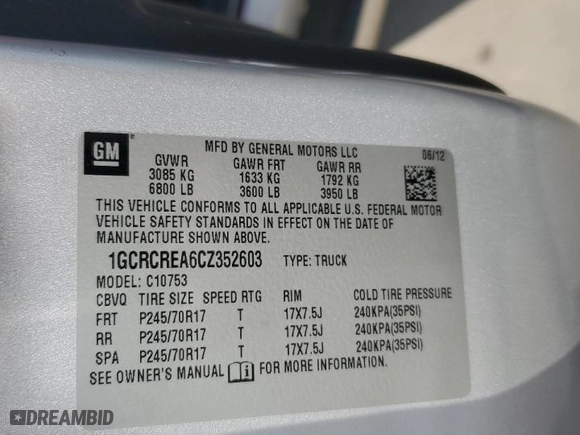 GM
MFD BY GENERAL MOTORS LLC
06/12
GVWR GAWR FRT GAWR RR
3085 KG 1633 KG 1792 KG
6800 LB 3600 LB 3950 LB
THIS VEHICLE CONFORMS TO ALL APPLICABLE U.S. FEDERAL MOTOR
VEHICLE SAFETY STANDARDS IN EFFECT ON THE DATE OF
MANUFACTURE SHOWN ABOVE.
1GCRCREA6CZ352603 TYPE: TRUCK
MODEL: C10753
CBVQ TIRE SIZE SPEED RTG RIM COLD TIRE PRESSURE
FRT P245/70R17 T 17X7.5J 240KPA(35PSI)
RR P245/70R17 T 17X7.5J 240KPA(35PSI)
SPA P245/70R17 T 17X7.5J 240KPA(35PSI)
SEE OWNER'S MANUAL i FOR MORE INFORMATION.
DREAMBID